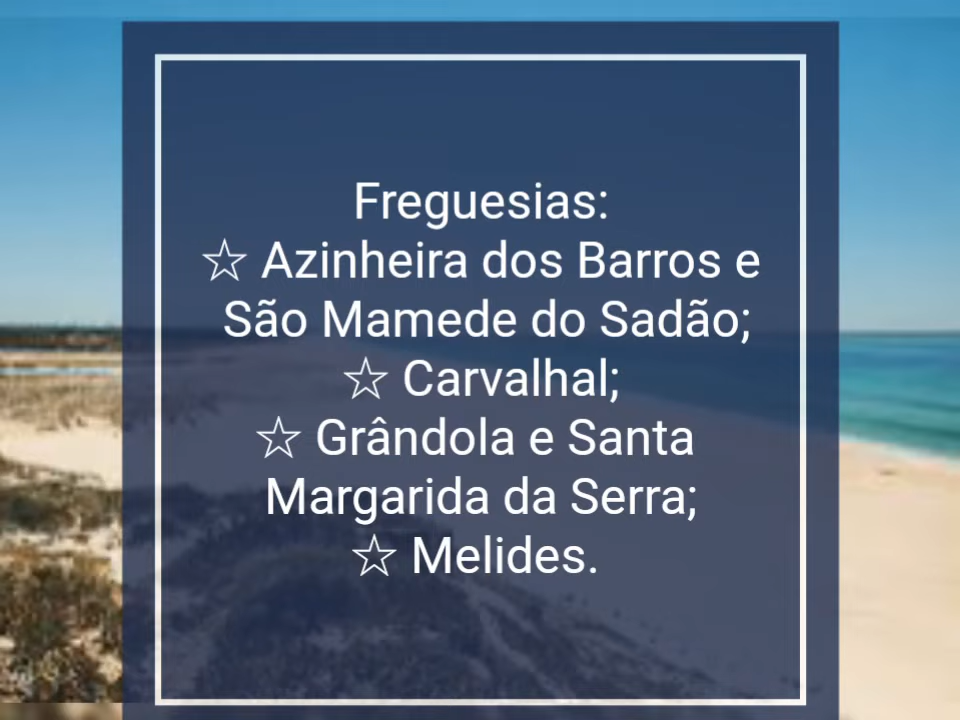 Freguesias:
☆ Azinheira dos Barros e
São Mamede do Sadão;
☆ Carvalhal;
☆ Grândola e Santa
Margarida da Serra;
☆ Melides.